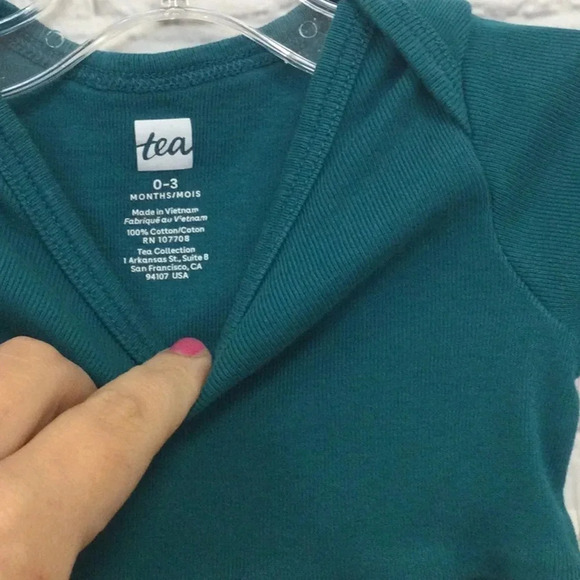 tea
0-3
MONTHS/MOIS
Made in Vietnam
Fabriqué au Vietnam
100% Cotton/Coton
RN 107708
Tea Collection
1 Arkansas St., Suite B
San Francisco, CA
94107 USA